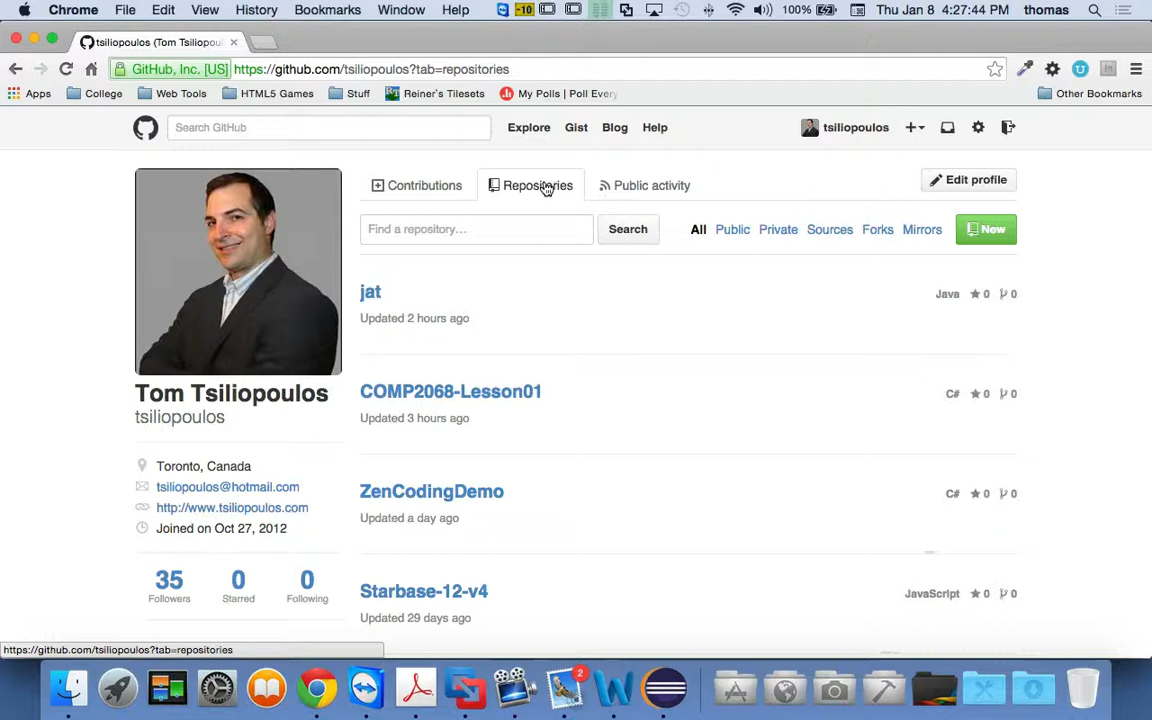 Chrome File Edit View History Bookmarks Window Help -10 100% Thu Jan 8 4:27:44 PM thomas
tsiliopoulos (Tom Tsiliopou
GitHub, Inc. [US] https://github.com/tsiliopoulos?tab=repositories
Apps College Web Tools HTML5 Games Stuff Reiner's Tilesets My Polls | Poll Every Other Bookmarks
Search GitHub Explore Gist Blog Help tsiliopoulos
Contributions Repositories Public activity Edit profile
Find a repository... Search All Public Private Sources Forks Mirrors New
jat Java 0 0
Updated 2 hours ago
COMP2068-Lesson01 C# 0 0
Updated 3 hours ago
Tom Tsiliopoulos
tsiliopoulos
Toronto, Canada
tsiliopoulos@hotmail.com
http://www.tsiliopoulos.com
Joined on Oct 27, 2012
35 0 0
Followers Starred Following
ZenCodingDemo C# 0 0
Updated a day ago
Starbase-12-v4 JavaScript 0 0
Updated 29 days ago
https://github.com/tsiliopoulos?tab=repositories
2